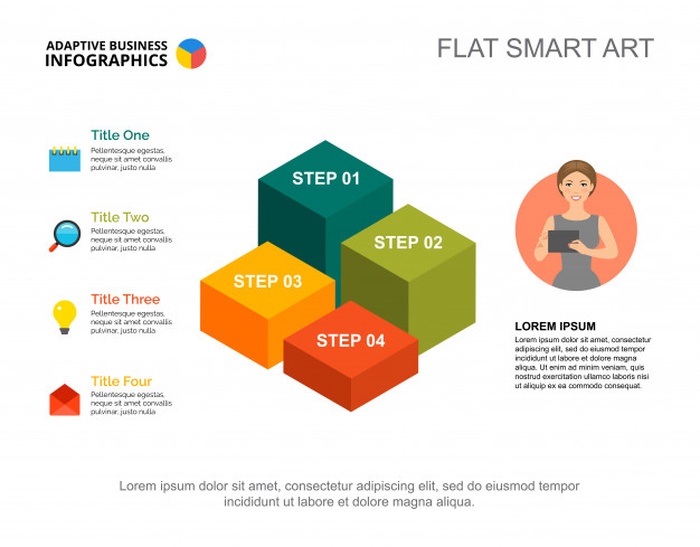 ADAPTIVE BUSINESS
INFOGRAPHICS
FLAT SMART ART
Title One
Pellentesque egestas,
neque sit amet convallis
pulvinar, justo nulla
Title Two
Pellentesque egestas,
neque sit amet convallis
pulvinar, justo nulla
Title Three
Pellentesque egestas,
neque sit amet convallis
pulvinar, justo nulla
Title Four
Pellentesque egestas,
neque sit amet convallis
pulvinar, justo nulla
STEP 01
STEP 02
STEP 03
STEP 04
LOREM IPSUM
Lorem ipsum dolor sit amet,
consectetur adipiscing elit,
sed do eiusmod tempor
incididunt ut labore et dolore
magna aliqua. Ut enim ad
minim veniam, quis nostrud
exercitation ullamco laboris nisi
ut aliquip ex ea commodo
consequat.
Lorem ipsum dolor sit amet, consectetur adipiscing elit, sed do eiusmod tempor
incididunt ut labore et dolore magna aliqua.